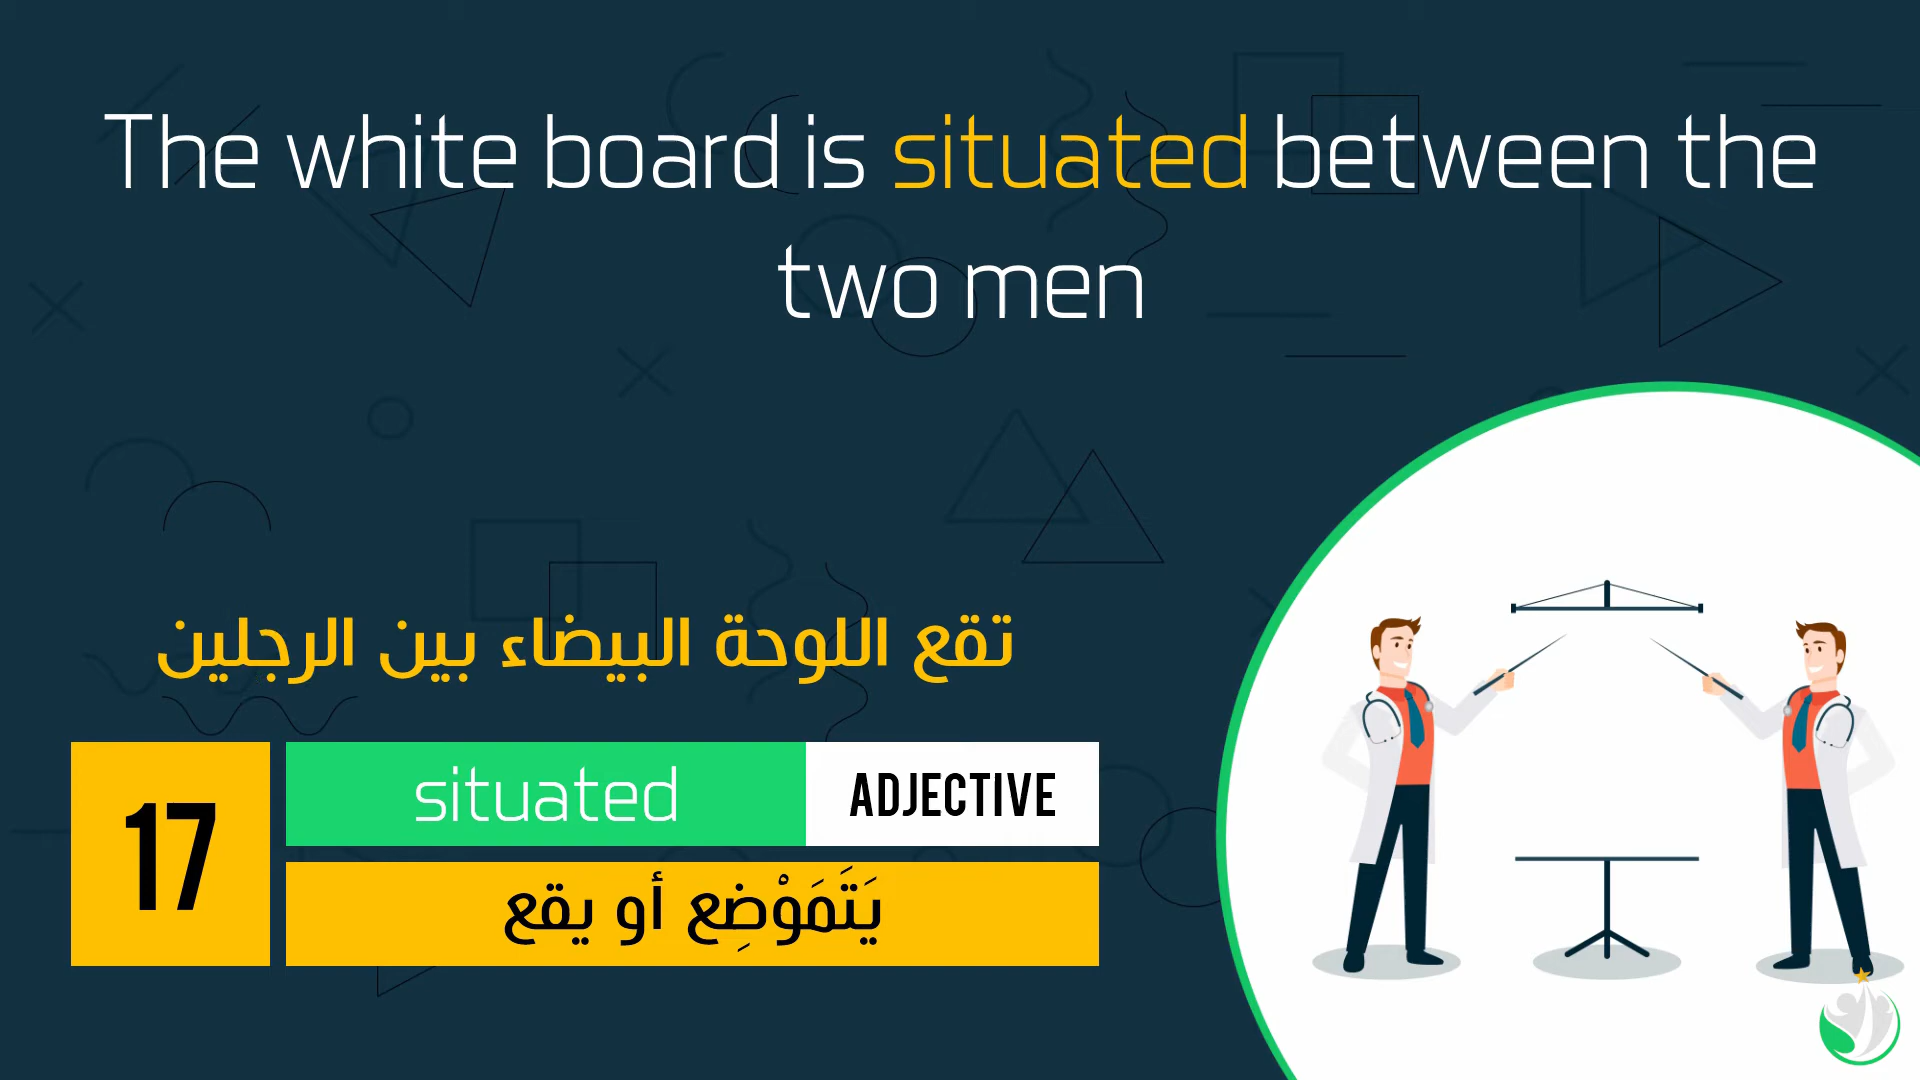 The white board is situated between the
two men
تقع اللوحة البيضاء بين الرجلين
17
situated
ADJECTIVE
يَتَمَوْضِع أو يقع